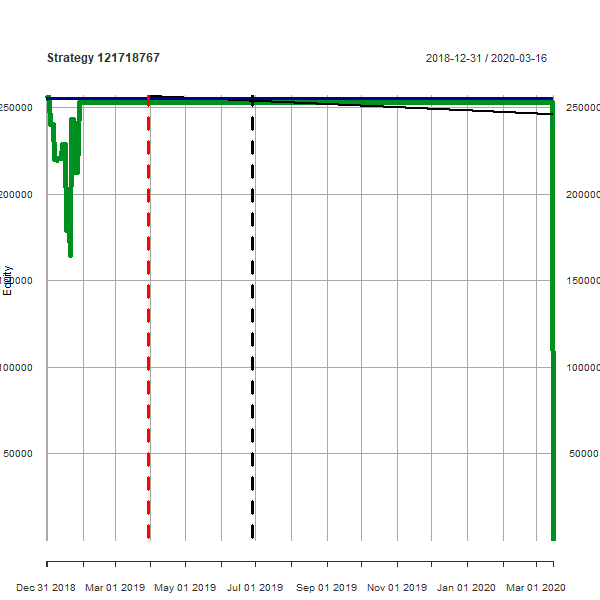 Strategy 121718767
2018-12-31 / 2020-03-16
250000
250000
200000
200000
Equity
150000
150000
100000
100000
50000
50000
Dec 31 2018
Mar 01 2019
May 01 2019
Jul 01 2019
Sep 01 2019
Nov 01 2019
Jan 01 2020
Mar 01 2020